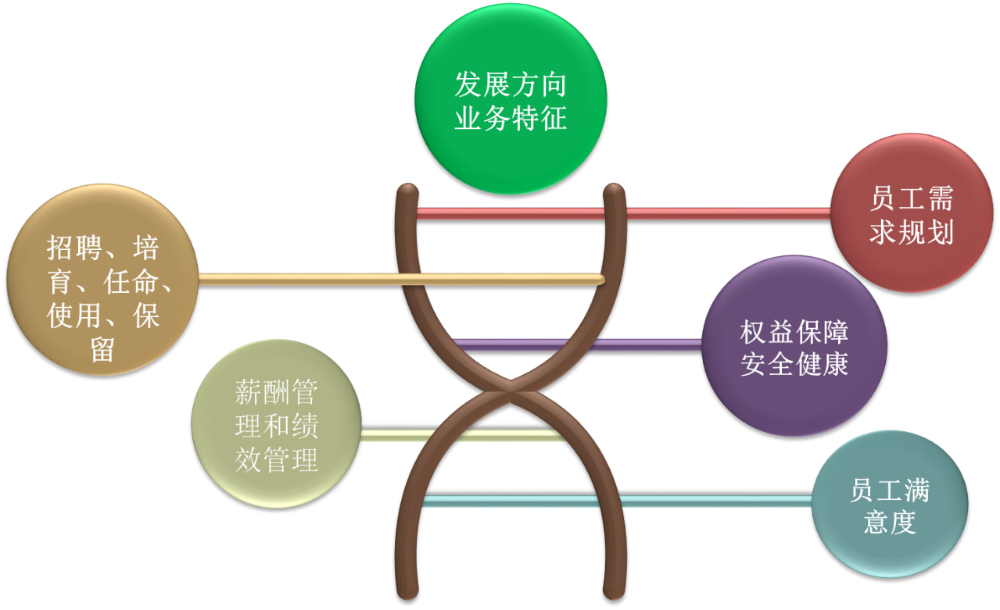 发展方向
业务特征
员工需
求规划
招聘、培
育、任命、
使用、保
留
权益保障
安全健康
薪酬管
理和绩
效管理
员工满
意度